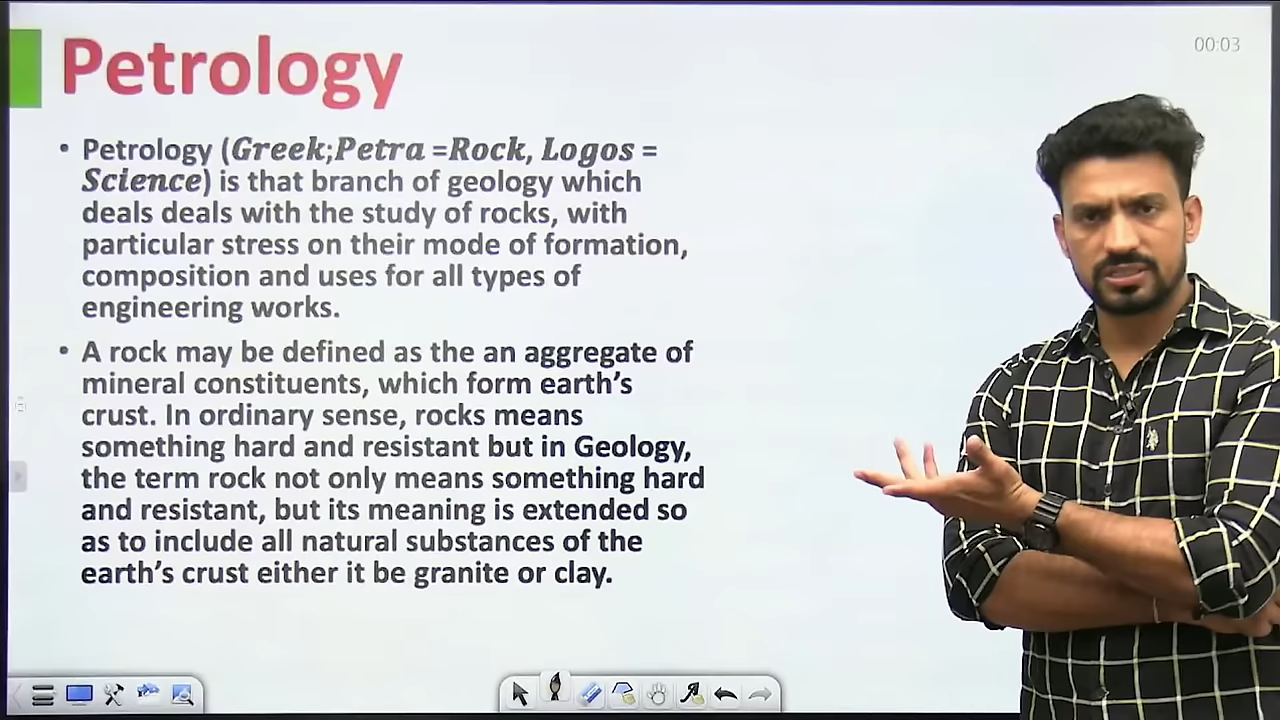 Petrology
00:03
• Petrology (Greek;Petra =Rock, Logos =
Science) is that branch of geology which
deals deals with the study of rocks, with
particular stress on their mode of formation,
composition and uses for all types of
engineering works.
• A rock may be defined as the an aggregate of
mineral constituents, which form earth's
crust. In ordinary sense, rocks means
something hard and resistant but in Geology,
the term rock not only means something hard
and resistant, but its meaning is extended so
as to include all natural substances of the
earth's crust either it be granite or clay.